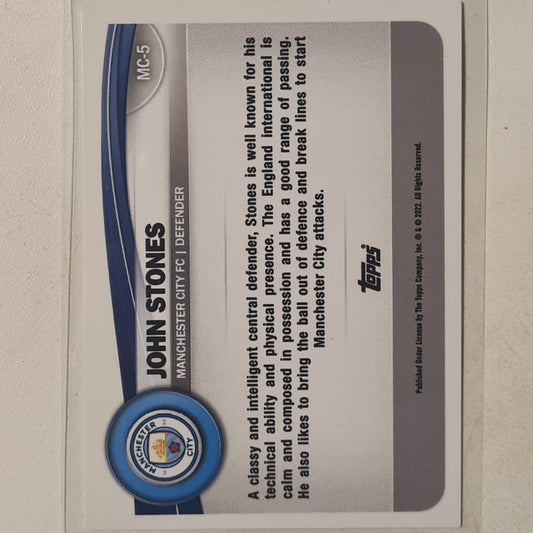 MC-5
JOHN STONES
MANCHESTER CITY FC | DEFENDER
MANCHESTER
CITY
A classy and intelligent central defender, Stones is well known for his
technical ability and physical presence. The England international is
calm and composed in possession and has a good range of passing.
He also likes to bring the ball out of defence and break lines to start
Manchester City attacks.
topps
Published Under License by The Topps Company, Inc. ® & © 2022. All Rights Reserved.